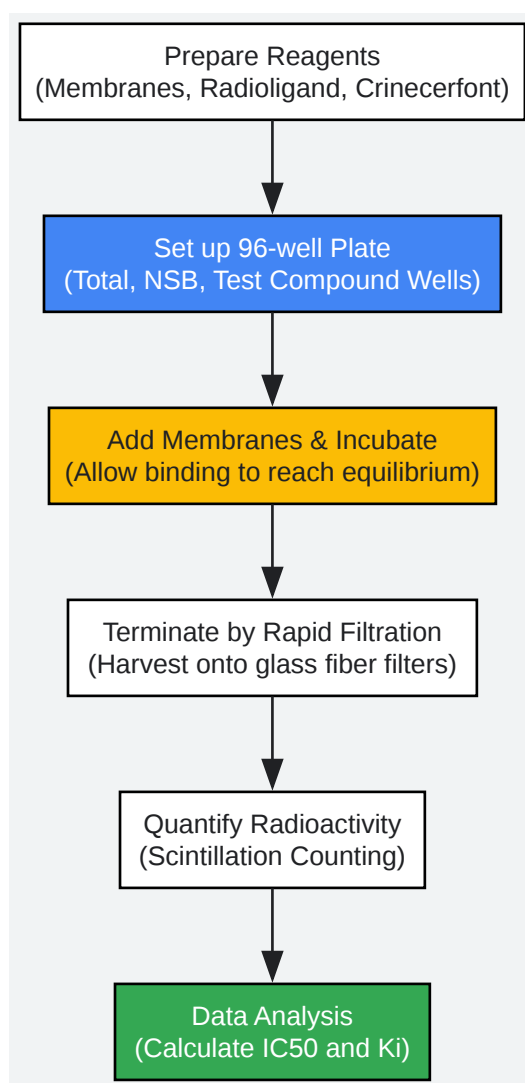 Prepare Reagents
(Membranes, Radioligand, Crinecerfont)
Set up 96-well Plate
(Total, NSB, Test Compound Wells)
Add Membranes & Incubate
(Allow binding to reach equilibrium)
Terminate by Rapid Filtration
(Harvest onto glass fiber filters)
Quantify Radioactivity
(Scintillation Counting)
Data Analysis
(Calculate IC50 and Ki)